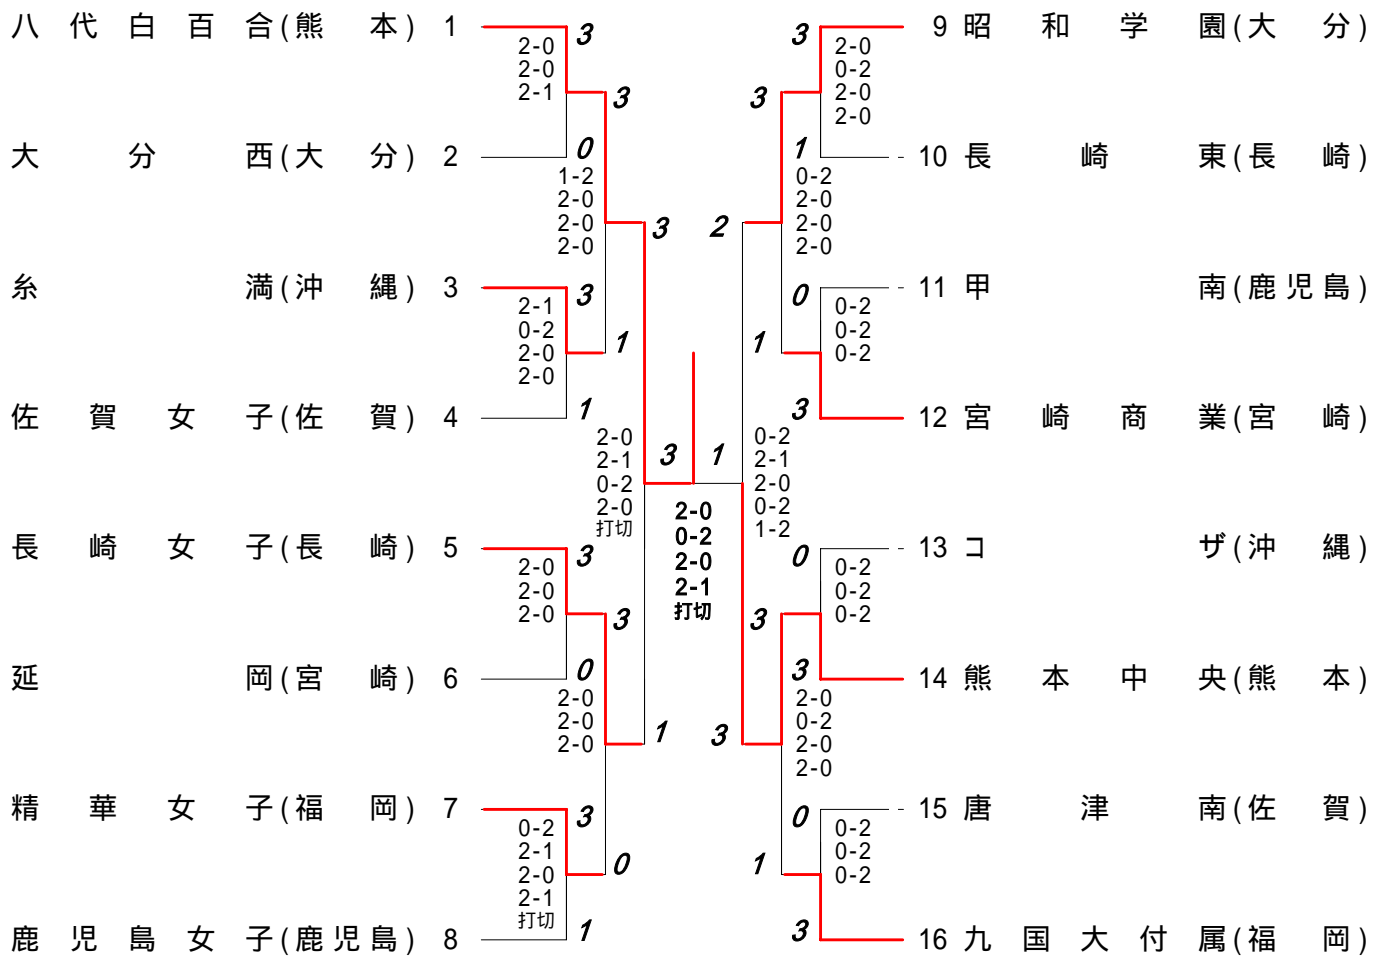 八代白百合(熊本) 1 3 3 9 昭和学園(大分)
2-0 2-0
2-0 0-2
2-1 3 3 2-0
2-0
大分西(大分) 2 0 1 10 長崎東(長崎)
1-2 0-2
2-0 2-0
2-0 3 2 2-0
2-0 2-0
糸満(沖縄) 3 3 0 11 甲南(鹿児島)
2-1 0-2
0-2 0-2
2-0 1 1 0-2
2-0
佐賀女子(佐賀) 4 1 3 12 宮崎商業(宮崎)
2-0 0-2
2-1 3 1 2-1
0-2 2-0
2-0 2-0 0-2
打切 0-2 1-2
2-0
2-1
打切
長崎女子(長崎) 5 3 0 13 コザ(沖縄)
2-0 0-2
2-0 0-2
2-0 3 3 0-2
延岡(宮崎) 6 0 3 14 熊本中央(熊本)
2-0 2-0
2-0 0-2
2-0 1 3 2-0
2-0
精華女子(福岡) 7 3 0 15 唐津南(佐賀)
0-2 0-2
2-1 0-2
2-0 0 1 0-2
2-1
打切
鹿児島女子(鹿児島) 8 1 3 16 九国大付属(福岡)